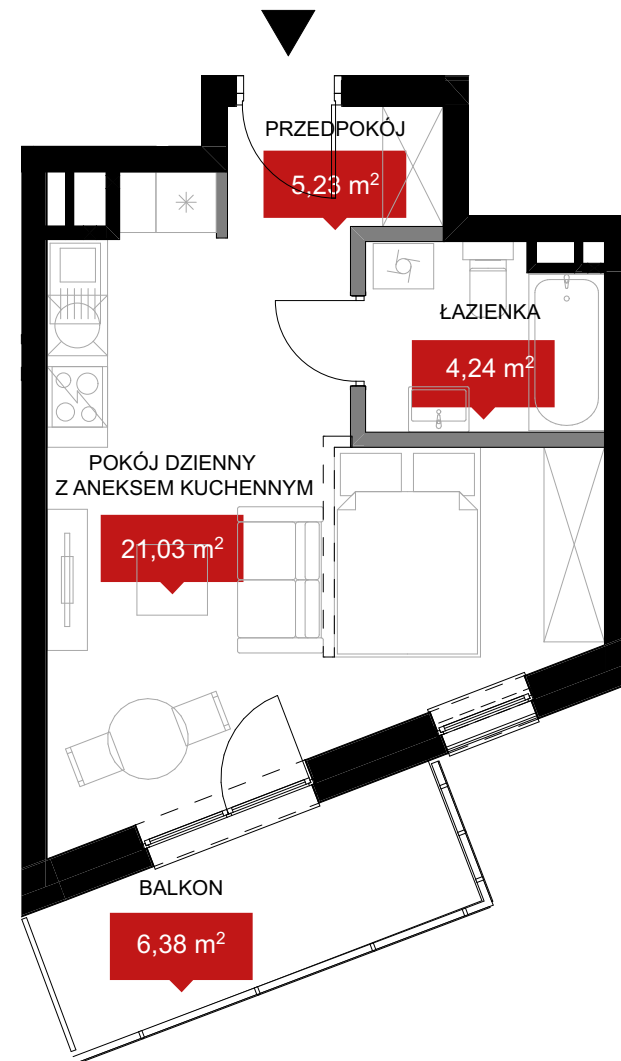 PRZEDPOKÓJ
5,23 m²
ŁAZIENKA
4,24 m²
POKÓJ DZIENNY
Z ANEKSEM KUCHENNYM
21,03 m²
BALKON
6,38 m²